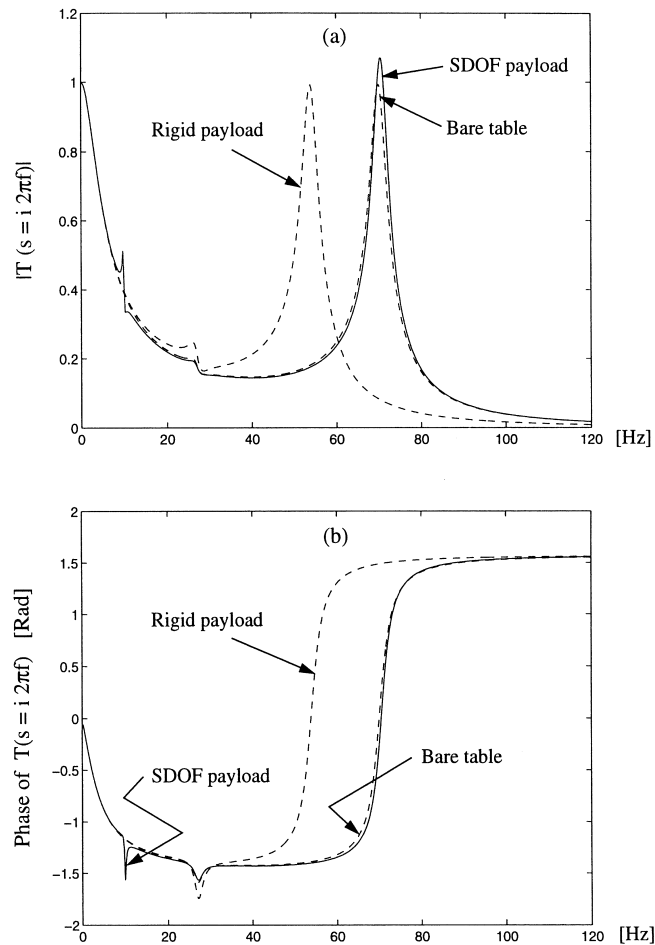 (a)
1.2
1
0.8
0.6
0.4
0.2
0
|T (s = i 2πf)|
SDOF payload
Bare table
Rigid payload
0 20 40 60 80 100 120 [Hz]
(b)
2
1.5
1
0.5
0
−0.5
−1
−1.5
−2
Phase of T(s = i 2πf) [Rad]
Rigid payload
SDOF payload
Bare table
0 20 40 60 80 100 120 [Hz]